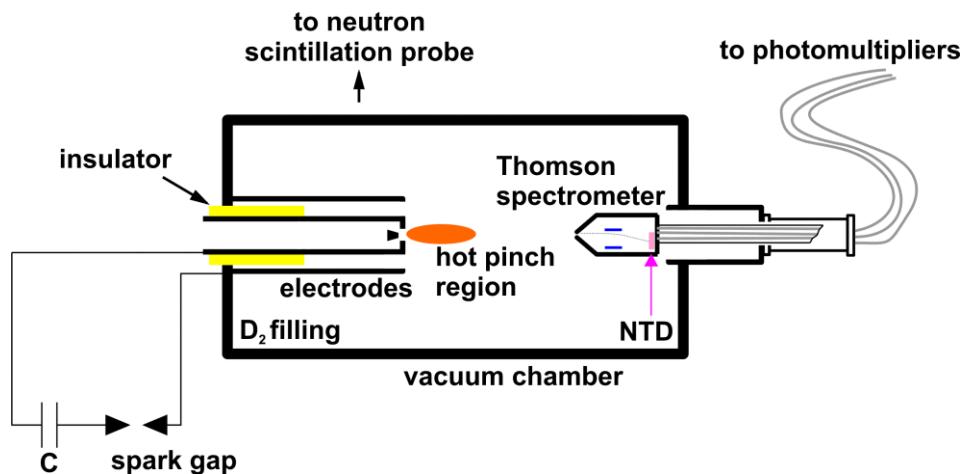 to neutron
scintillation probe
to photomultipliers
insulator
Thomson
spectrometer
hot pinch
region
electrodes
D₂ filling
NTD
vacuum chamber
C
spark gap